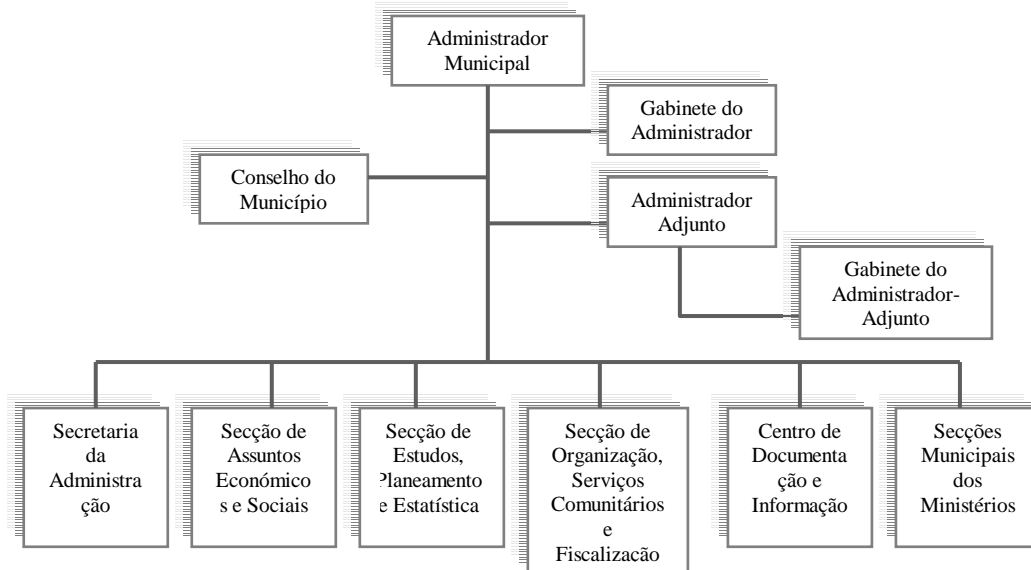 Administrador
Municipal
Gabinete do
Administrador
Conselho do
Município
Administrador
Adjunto
Gabinete do
Administrador-
Adjunto
Secretaria
da
Administra
ção
Secção de
Assuntos
Económico
s e Sociais
Secção de
Estudos,
Planeamento
e Estatística
Secção de
Organização,
Serviços
Comunitários
e
Fiscalização
Centro de
Documenta
ção e
Informação
Secções
Municipais
dos
Ministérios